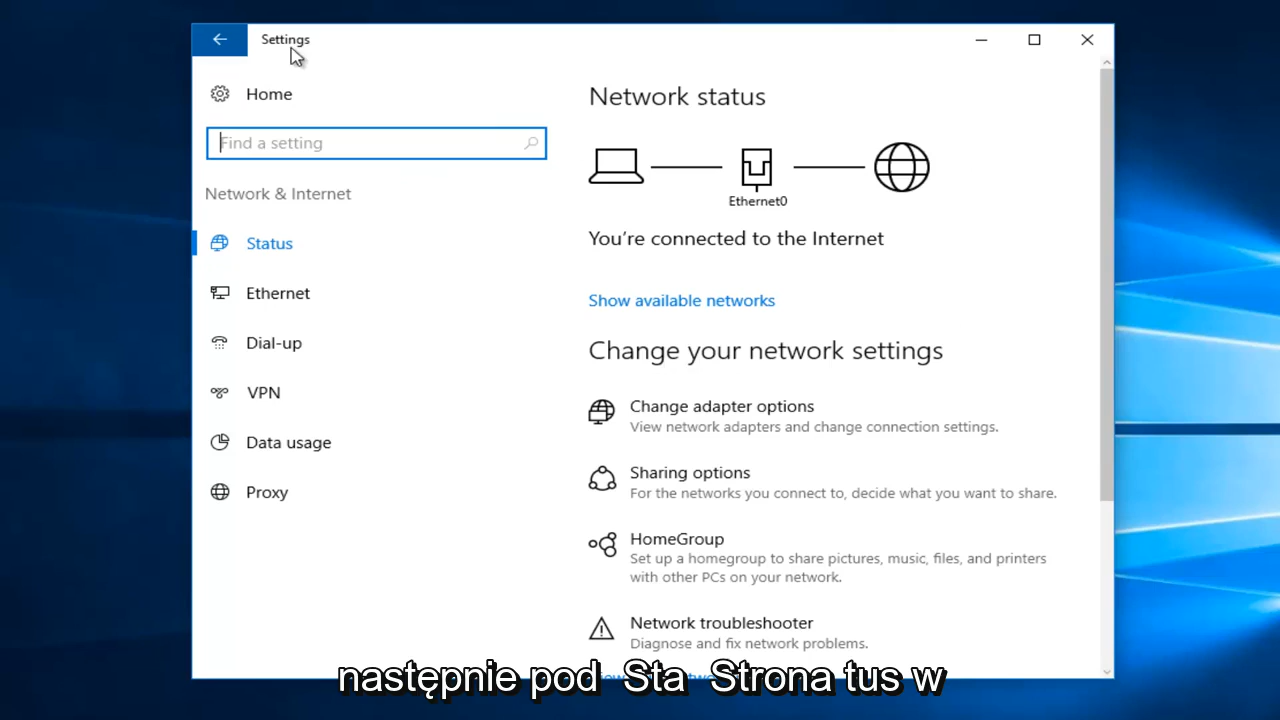 Settings
Home
Find a setting
Network & Internet
Status
Ethernet
Dial-up
VPN
Data usage
Proxy
Network status
Ethernet0
You're connected to the Internet
Show available networks
Change your network settings
Change adapter options
View network adapters and change connection settings.
Sharing options
For the networks you connect to, decide what you want to share.
HomeGroup
Set up a homegroup to share pictures, music, files, and printers
with other PCs on your network.
Network troubleshooter
Diagnose and fix network problems.
następnie pod Sta Strona tus w